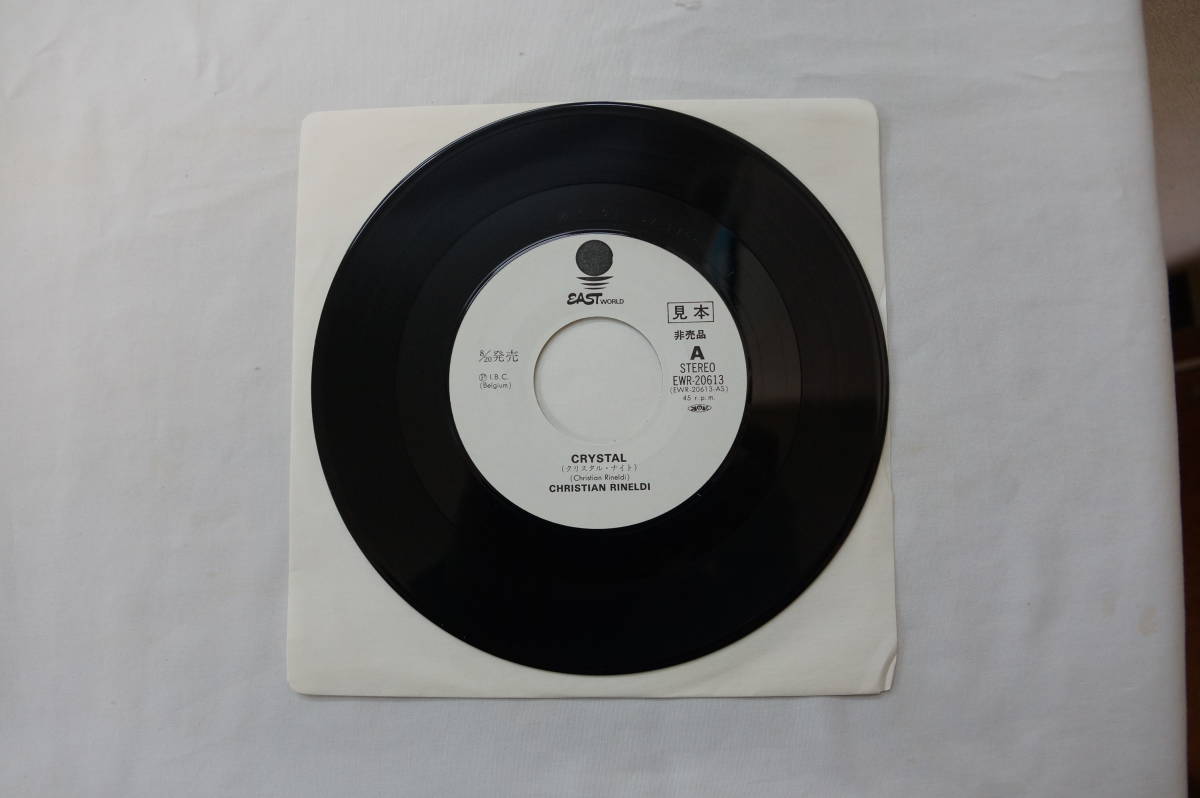 EAST WORLD
見本
非売品
A
STEREO
EWR-20613
(EWR-20613-AS)
45 r.p.m.
8/20発売
Ⓟ I.B.C.
(Belgium)
CRYSTAL
(クリスタル・ナイト)
(Christian Rineldi)
CHRISTIAN RINELDI